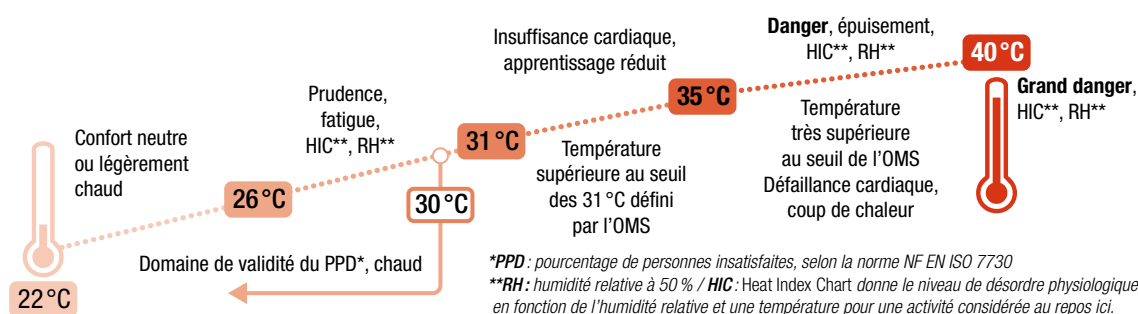 Confort neutre
ou légèrement
chaud
22 °C
26 °C
Prudence,
fatigue,
HIC**, RH**
30 °C
Domaine de validité du PPD*, chaud
31 °C
Insuffisance cardiaque,
apprentissage réduit
Température
supérieure au seuil
des 31 °C défini
par l’OMS
35 °C
Danger, épuisement,
HIC**, RH**
Température
très supérieure
au seuil de l’OMS
Défaillance cardiaque,
coup de chaleur
40 °C
Grand danger,
HIC**, RH**
*PPD : pourcentage de personnes insatisfaites, selon la norme NF EN ISO 7730
**RH : humidité relative à 50 % / HIC : Heat Index Chart donne le niveau de désordre physiologique
en fonction de l’humidité relative et une température pour une activité considérée au repos ici.